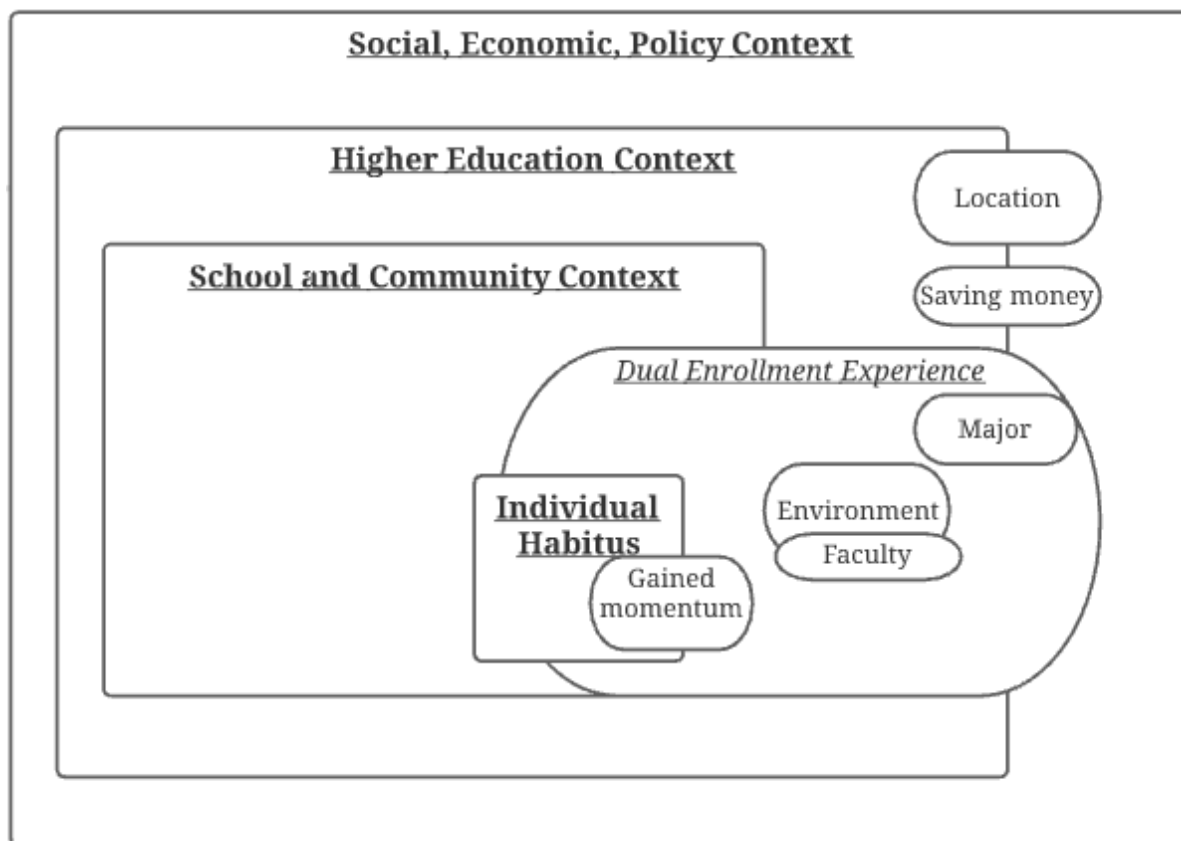 Social, Economic, Policy Context
Higher Education Context
Location
School and Community Context
Saving money
Dual Enrollment Experience
Major
Individual
Habitus
Environment
Faculty
Gained
momentum